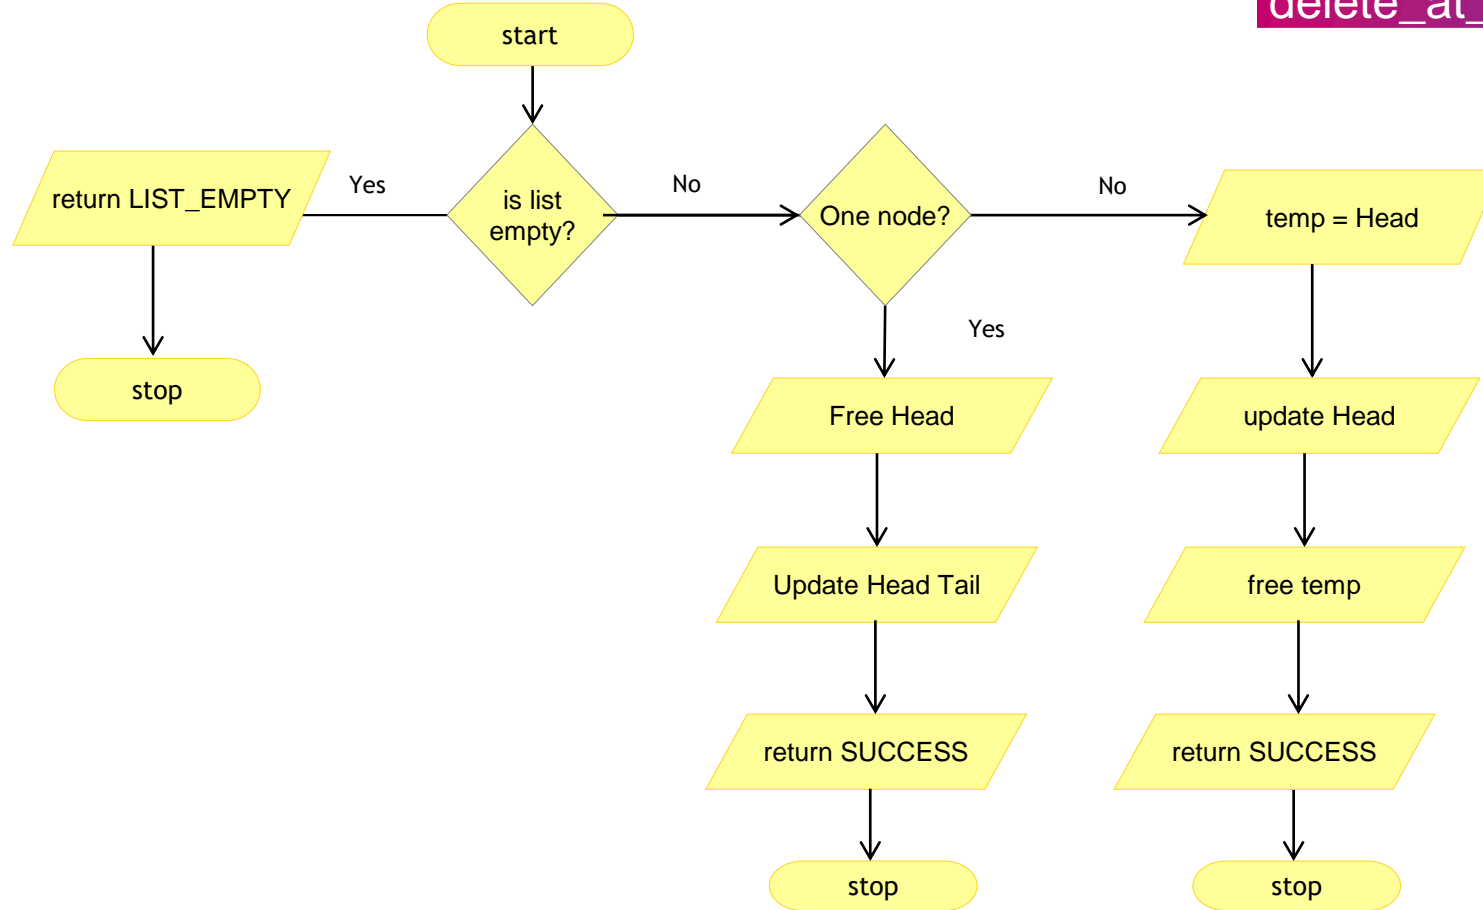 delete_at_
start
is list
empty?
Yes
No
No
return LIST_EMPTY
One node?
temp = Head
Yes
stop
Free Head
update Head
Update Head Tail
free temp
return SUCCESS
return SUCCESS
stop
stop